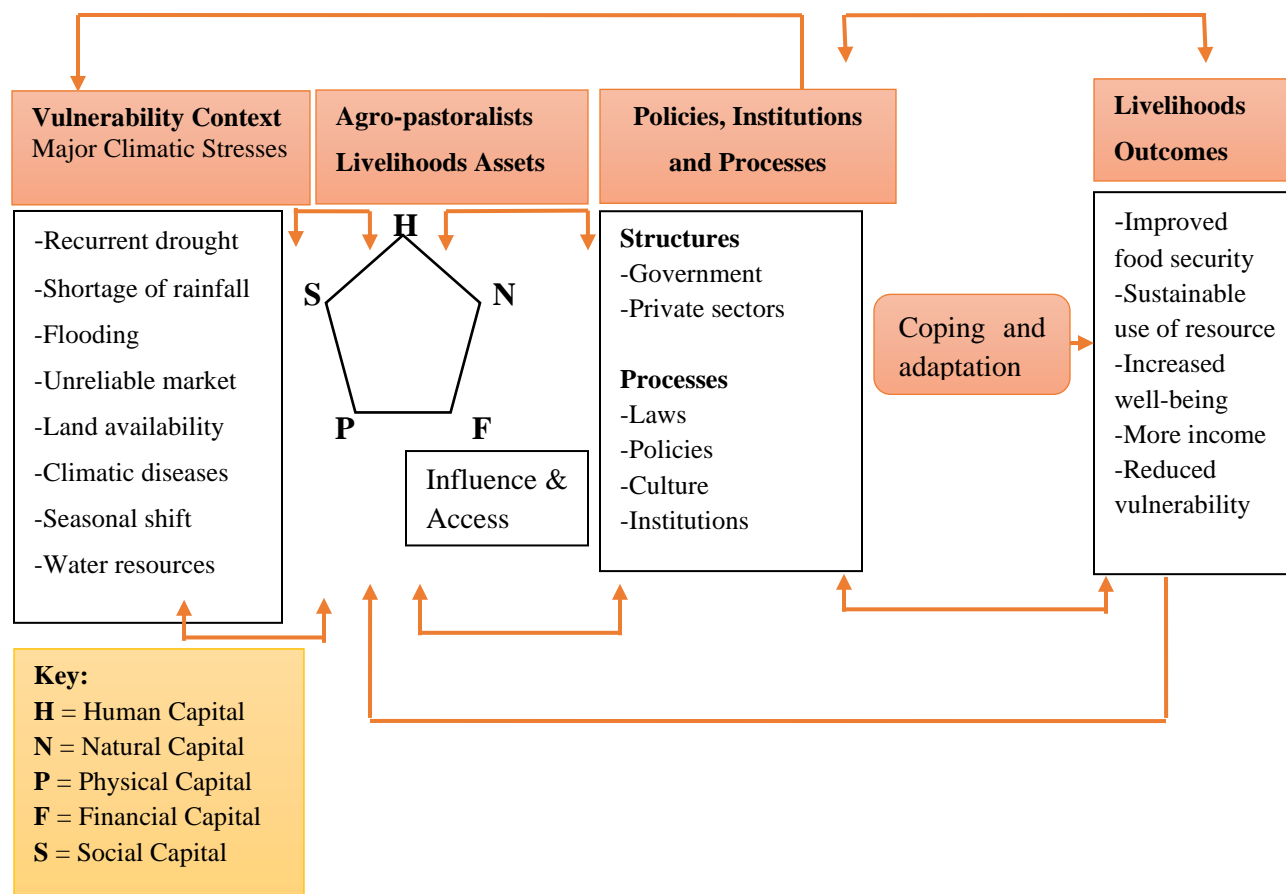 Vulnerability Context
Major Climatic Stresses
-Recurrent drought
-Shortage of rainfall
-Flooding
-Unreliable market
-Land availability
-Climatic diseases
-Seasonal shift
-Water resources
Agro-pastoralists
Livelihoods Assets
H
S
N
P
F
Influence &
Access
Policies, Institutions
and Processes
Structures
-Government
-Private sectors
Processes
-Laws
-Policies
-Culture
-Institutions
Coping and
adaptation
Livelihoods
Outcomes
-Improved
food security
-Sustainable
use of resource
-Increased
well-being
-More income
-Reduced
vulnerability
Key:
H = Human Capital
N = Natural Capital
P = Physical Capital
F = Financial Capital
S = Social Capital